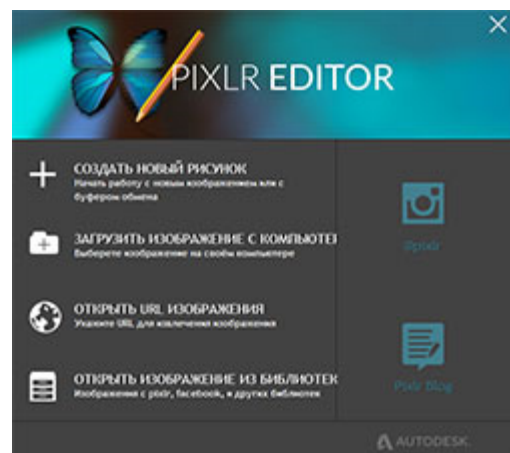 PIXLR EDITOR
СОЗДАТЬ НОВЫЙ РИСУНОК
Начать работу с новым изображением или с
буфером обмена
ЗАГРУЗИТЬ ИЗОБРАЖЕНИЕ С КОМПЬЮТЕ
Выберете изображение на своём компьютере
ОТКРЫТЬ URL ИЗОБРАЖЕНИЯ
Укажите URL для извлечения изображения
ОТКРЫТЬ ИЗОБРАЖЕНИЕ ИЗ БИБЛИОТЕК
Изображения с pixlr, facebook, и других библиотек
@pixlr
Pixlr Blog
AUTODESK.